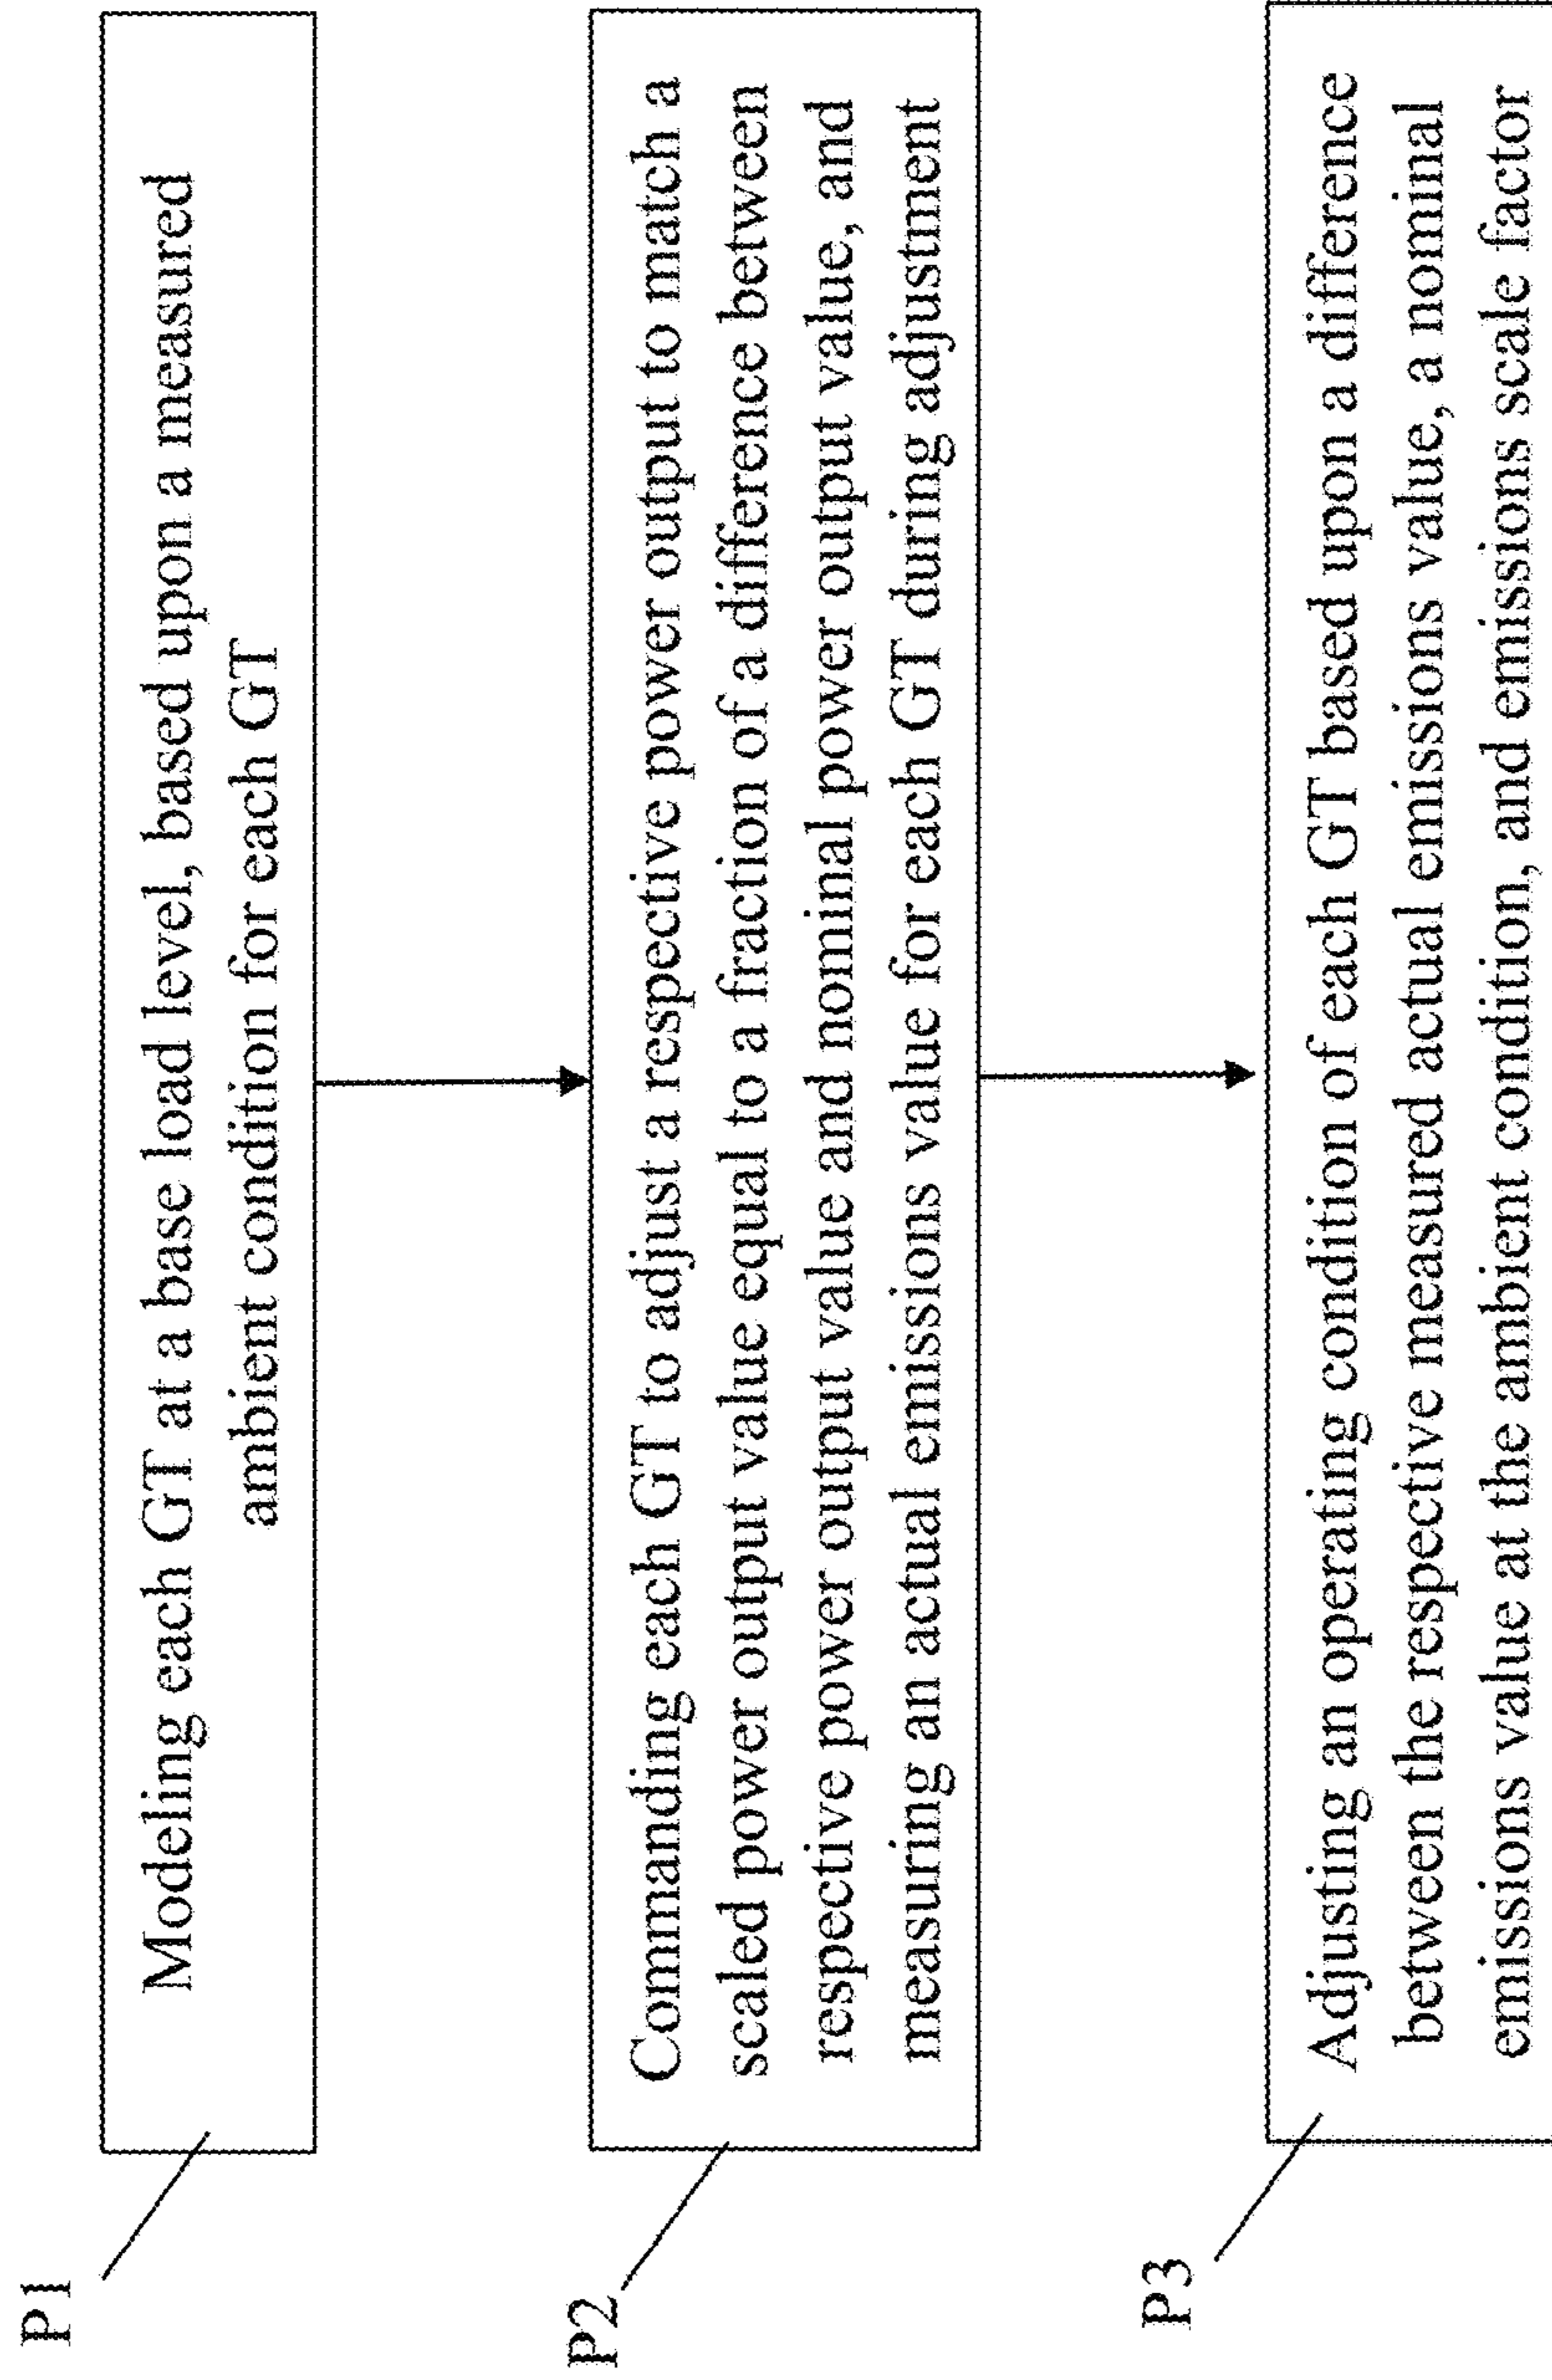 P1
Modeling each GT at a base load level, based upon a measured
ambient condition for each GT
P2
Commanding each GT to adjust a respective power output to match a
scaled power output value equal to a fraction of a difference between
respective power output value and nominal power output value, and
measuring an actual emissions value for each GT during adjustment
P3
Adjusting an operating condition of each GT based upon a difference
between the respective measured actual emissions value, a nominal
emissions value at the ambient condition, and emissions scale factor